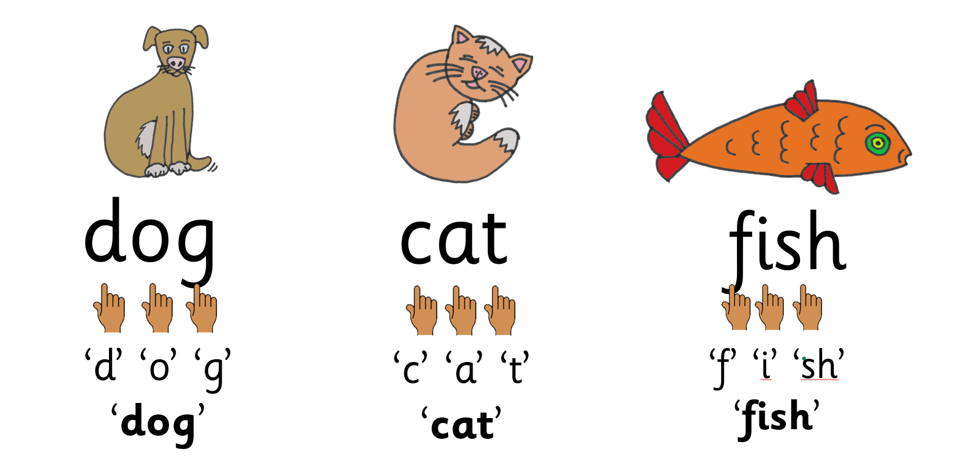 dog
‘d’ ‘o’ ‘g’
‘dog’
cat
‘c’ ‘a’ ‘t’
‘cat’
fish
‘f’ ‘i’ ‘sh’
‘fish’